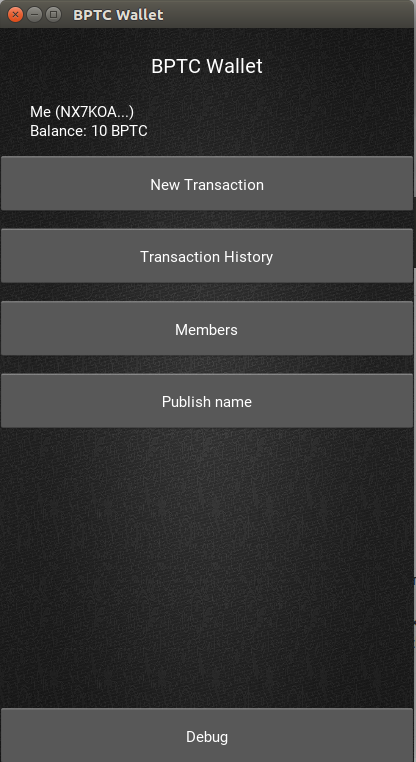 BPTC Wallet
BPTC Wallet
Me (NX7KOA...)
Balance: 10 BPTC
New Transaction
Transaction History
Members
Publish name
Debug